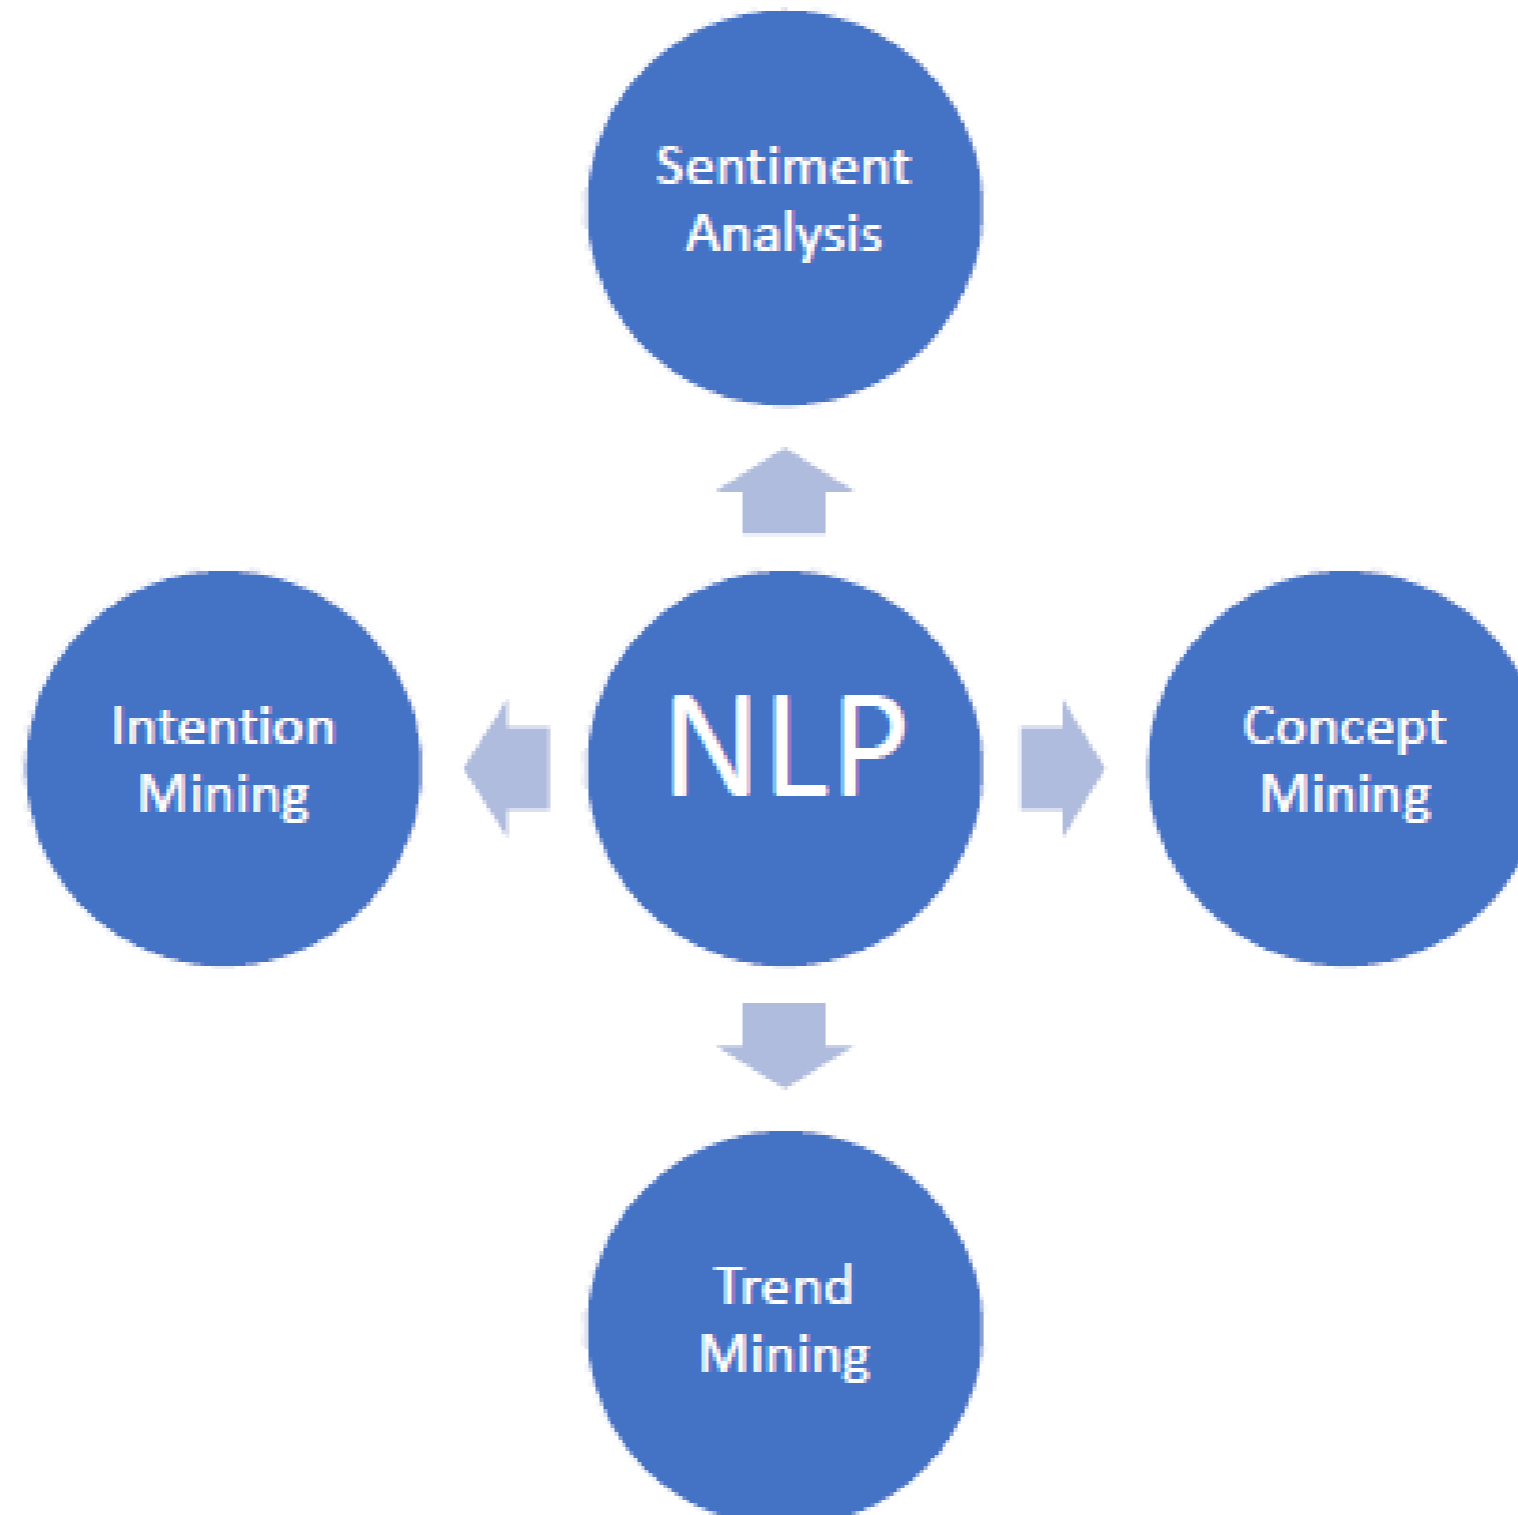 Sentiment
Analysis
Intention
Mining
NLP
Concept
Mining
Trend
Mining